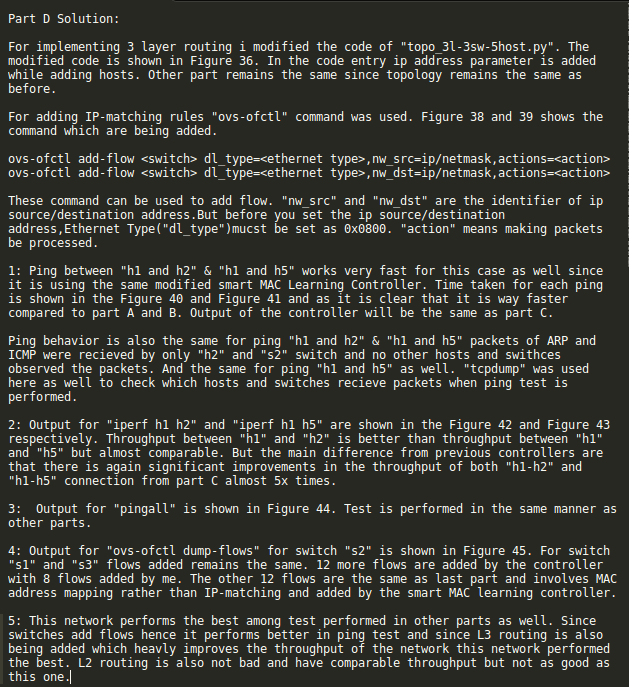 Part D Solution:
For implementing 3 layer routing i modified the code of "topo_3l-3sw-5host.py". The
modified code is shown in Figure 36. In the code entry ip address parameter is added
while adding hosts. Other part remains the same since topology remains the same as
before.
For adding IP-matching rules "ovs-ofctl" command was used. Figure 38 and 39 shows the
command which are being added.
ovs-ofctl add-flow <switch> dl_type=<ethernet type>,nw_src=ip/netmask,actions=<action>
ovs-ofctl add-flow <switch> dl_type=<ethernet type>,nw_dst=ip/netmask,actions=<action>
These command can be used to add flow. "nw_src" and "nw_dst" are the identifier of ip
source/destination address.But before you set the ip source/destination
address,Ethernet Type("dl_type")mucst be set as 0x0800. "action" means making packets
be processed.
1: Ping between "h1 and h2" & "h1 and h5" works very fast for this case as well since
it is using the same modified smart MAC Learning Controller. Time taken for each ping
is shown in the Figure 40 and Figure 41 and as it is clear that it is way faster
compared to part A and B. Output of the controller will be the same as part C.
Ping behavior is also the same for ping "h1 and h2" & "h1 and h5" packets of ARP and
ICMP were recieved by only "h2" and "s2" switch and no other hosts and swithces
observed the packets. And the same for ping "h1 and h5" as well. "tcpdump" was used
here as well to check which hosts and switches recieve packets when ping test is
performed.
2: Output for "iperf h1 h2" and "iperf h1 h5" are shown in the Figure 42 and Figure 43
respectively. Throughput between "h1" and "h2" is better than throughput between "h1"
and "h5" but almost comparable. But the main difference from previous controllers are
that there is again significant improvements in the throughput of both "h1-h2" and
"h1-h5" connection from part C almost 5x times.
3:  Output for "pingall" is shown in Figure 44. Test is performed in the same manner as
other parts.
4: Output for "ovs-ofctl dump-flows" for switch "s2" is shown in Figure 45. For switch
"s1" and "s3" flows added remains the same. 12 more flows are added by the controller
with 8 flows added by me. The other 12 flows are the same as last part and involves MAC
address mapping rather than IP-matching and added by the smart MAC learning controller.
5: This network performs the best among test performed in other parts as well. Since
switches add flows hence it performs better in ping test and since L3 routing is also
being added which heavly improves the throughput of the network this network performed
the best. L2 routing is also not bad and have comparable throughput but not as good as
this one.